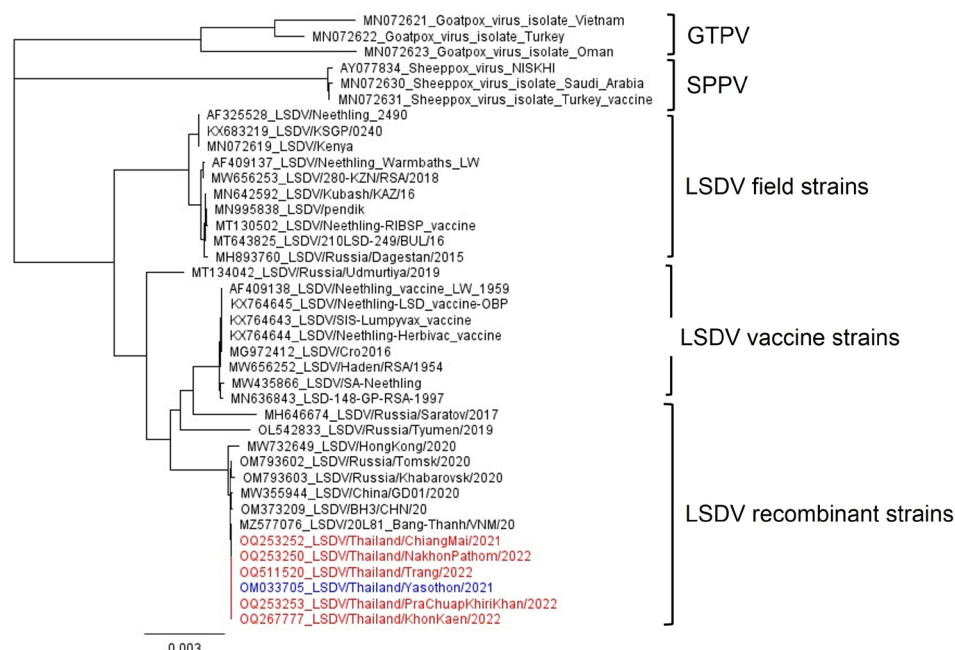 MN072621_Goatpox_virus_isolate_Vietnam
MN072622_Goatpox_virus_isolate_Turkey
MN072623_Goatpox_virus_isolate_Oman
GTPV
AY077834_Sheeppox_virus_NISKHI
MN072630_Sheeppox_virus_isolate_Saudi_Arabia
MN072631_Sheeppox_virus_isolate_Turkey_vaccine
SPPV
AF325528_LSDV/Neethling_2490
KX683219_LSDV/KSGP/0240
MN072619_LSDV/Kenya
AF409137_LSDV/Neethling_Warmbaths_LW
MW656253_LSDV/280-KZN/RSA/2018
MN642592_LSDV/Kubash/KAZ/16
MN995838_LSDV/pendik
MT130502_LSDV/Neethling-RIBSP_vaccine
MT643825_LSDV/210LSD-249/BUL/16
MH893760_LSDV/Russia/Dagestan/2015
LSDV field strains
MT134042_LSDV/Russia/Udmurtiya/2019
AF409138_LSDV/Neethling_vaccine_LW_1959
KX764645_LSDV/Neethling-LSD_vaccine-OBP
KX764643_LSDV/SIS-Lumpyvax_vaccine
KX764644_LSDV/Neethling-Herbivac_vaccine
MG972412_LSDV/Cro2016
MW656252_LSDV/Haden/RSA/1954
MW435866_LSDV/SA-Neethling
MN636843_LSD-148-GP-RSA-1997
LSDV vaccine strains
MH646674_LSDV/Russia/Saratov/2017
OL542833_LSDV/Russia/Tyumen/2019
MW732649_LSDV/HongKong/2020
OM793602_LSDV/Russia/Tomsk/2020
OM793603_LSDV/Russia/Khabarovsk/2020
MW355944_LSDV/China/GD01/2020
OM373209_LSDV/BH3/CHN/20
MZ577076_LSDV/20L81_Bang-Thanh/VNM/20
OQ253252_LSDV/Thailand/ChiangMai/2021
OQ253250_LSDV/Thailand/NakhonPathom/2022
OQ511520_LSDV/Thailand/Trang/2022
OM033705_LSDV/Thailand/Yasothon/2021
OQ253253_LSDV/Thailand/PraChuapKhiriKhan/2022
OQ267777_LSDV/Thailand/KhonKaen/2022
LSDV recombinant strains
0.003